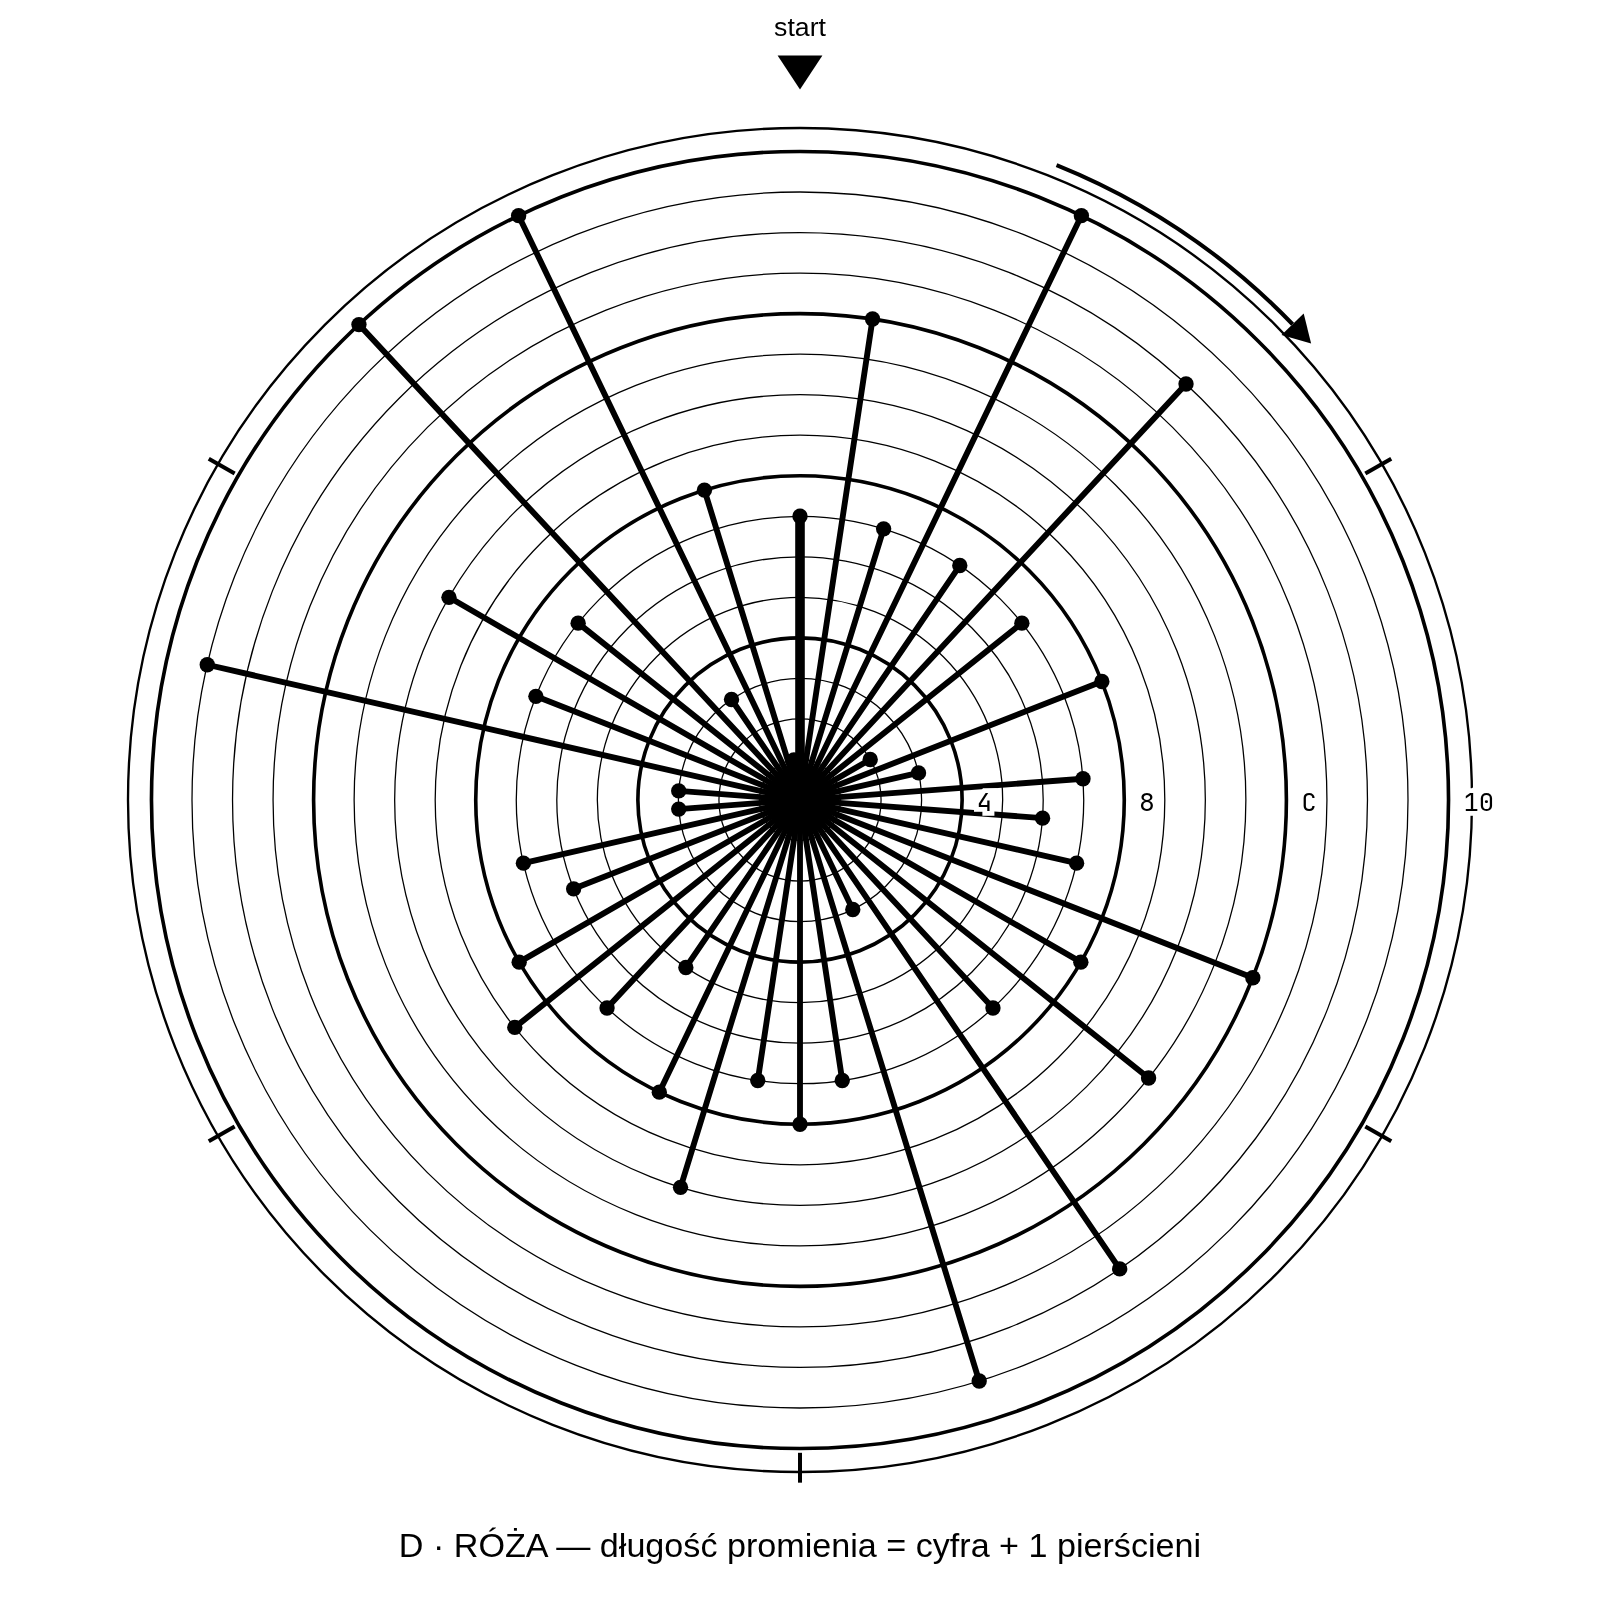 start
4 8 C 10
D · RÓŻA — długość promienia = cyfra + 1 pierścieni